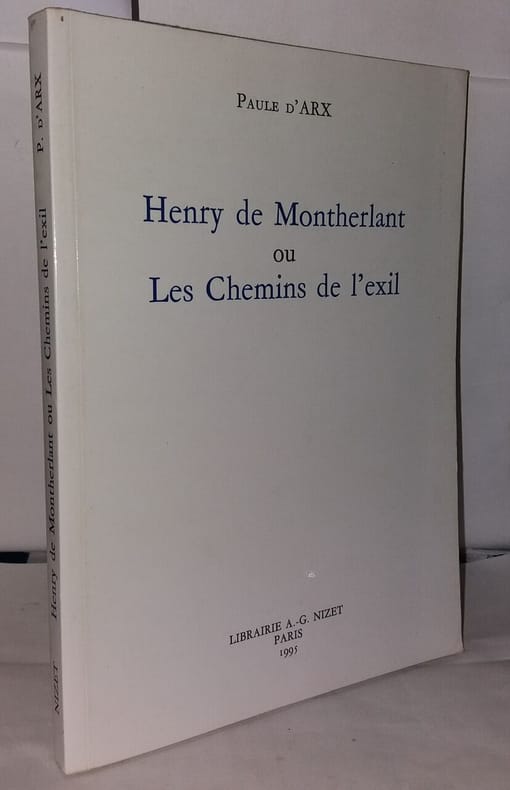 PAULE D'ARX
Henry de Montherlant
ou
Les Chemins de l'exil
LIBRAIRIE A.-G. NIZET
PARIS
1995
P. D'ARX
Henry de Montherlant ou Les Chemins de l'exil
NIZET